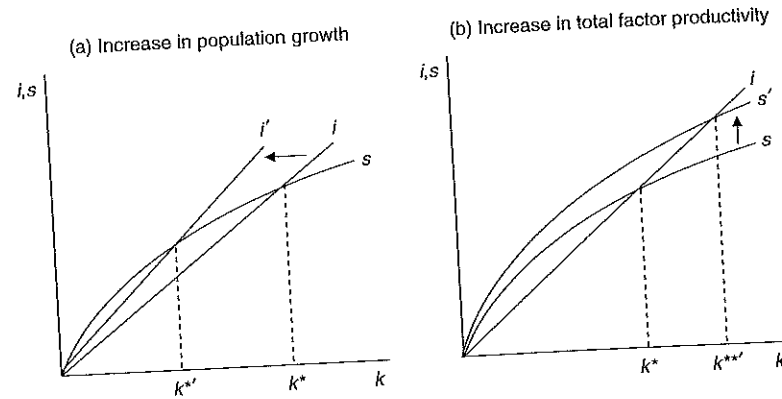 (a) Increase in population growth
i,s
i'
i
s
k*'
k*
k
(b) Increase in total factor productivity
i,s
i
s'
s
k*
k**'
k